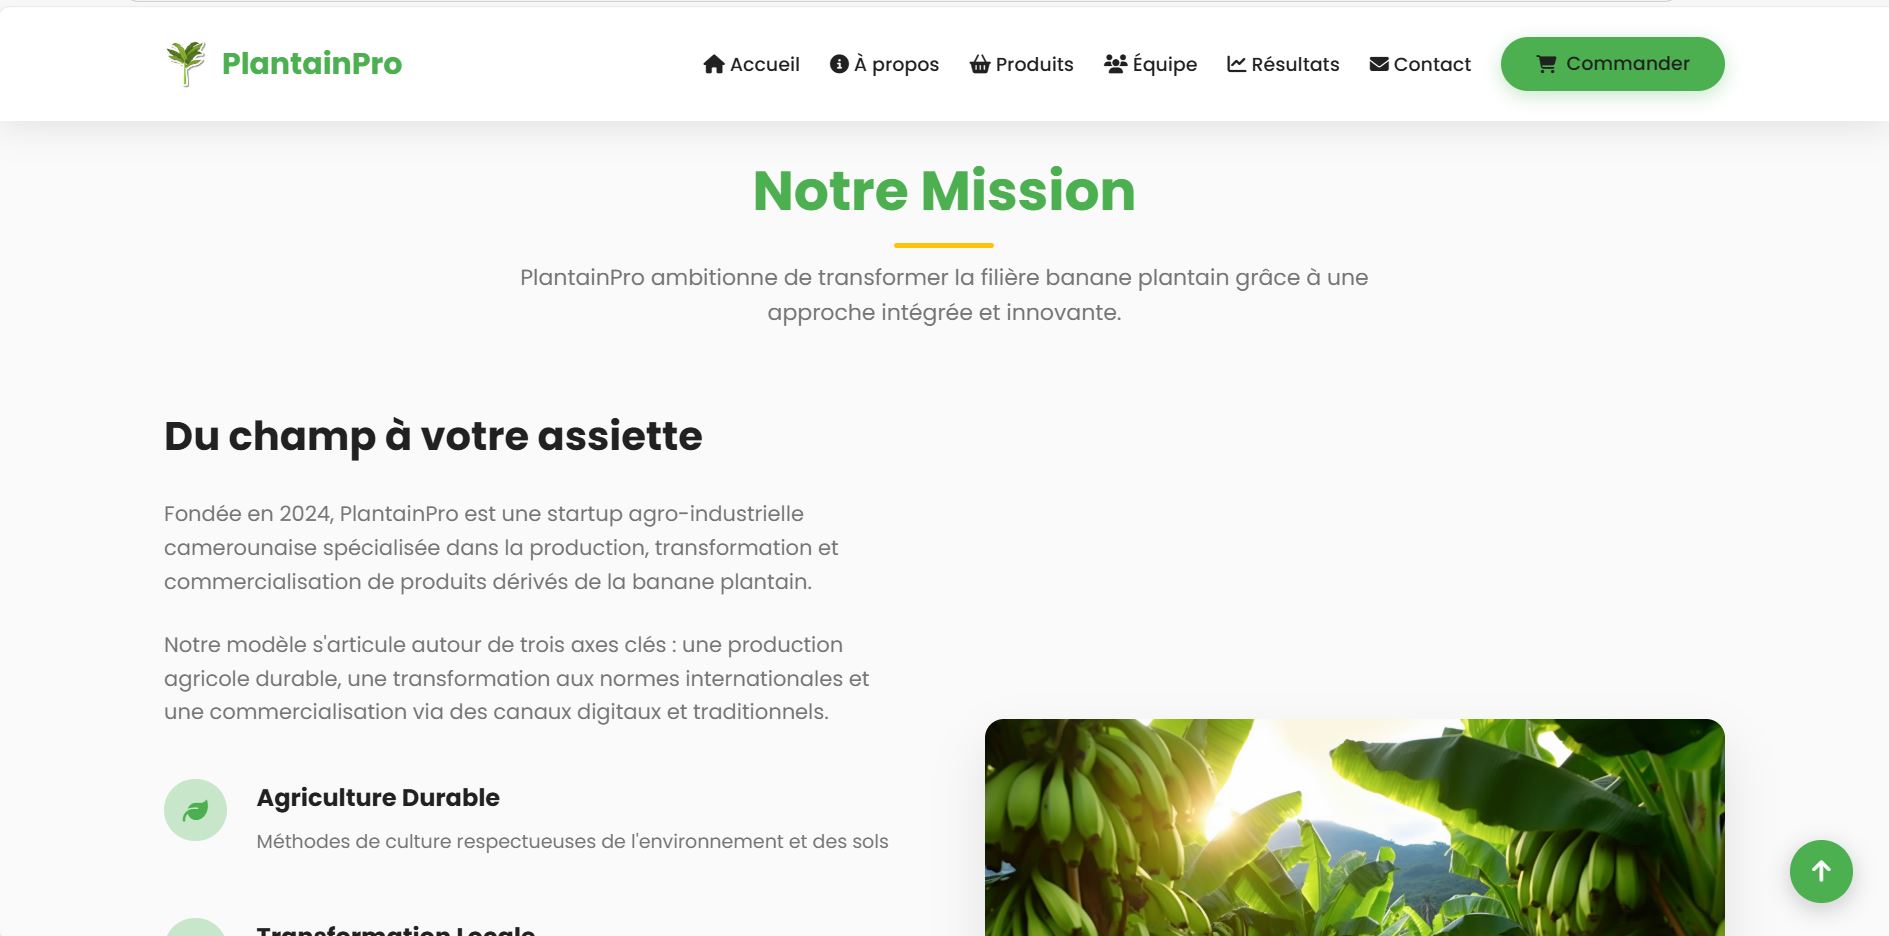 PlantainPro
Accueil
À propos
Produits
Équipe
Résultats
Contact
Commander
Notre Mission
PlantainPro ambitionne de transformer la filière banane plantain grâce à une
approche intégrée et innovante.
Du champ à votre assiette
Fondée en 2024, PlantainPro est une startup agro-industrielle
camerounaise spécialisée dans la production, transformation et
commercialisation de produits dérivés de la banane plantain.
Notre modèle s'articule autour de trois axes clés : une production
agricole durable, une transformation aux normes internationales et
une commercialisation via des canaux digitaux et traditionnels.
Agriculture Durable
Méthodes de culture respectueuses de l'environnement et des sols
Transformation Locale